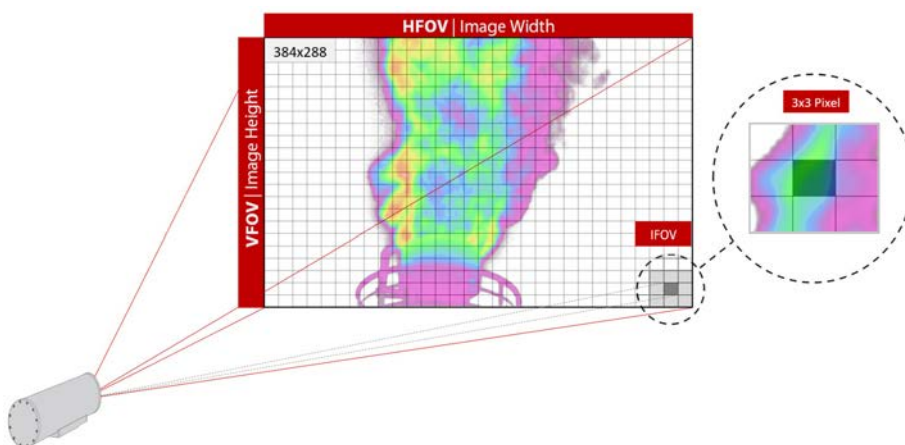 HFOV | Image Width
384x288
VFOV | Image Height
3x3 Pixel
IFOV